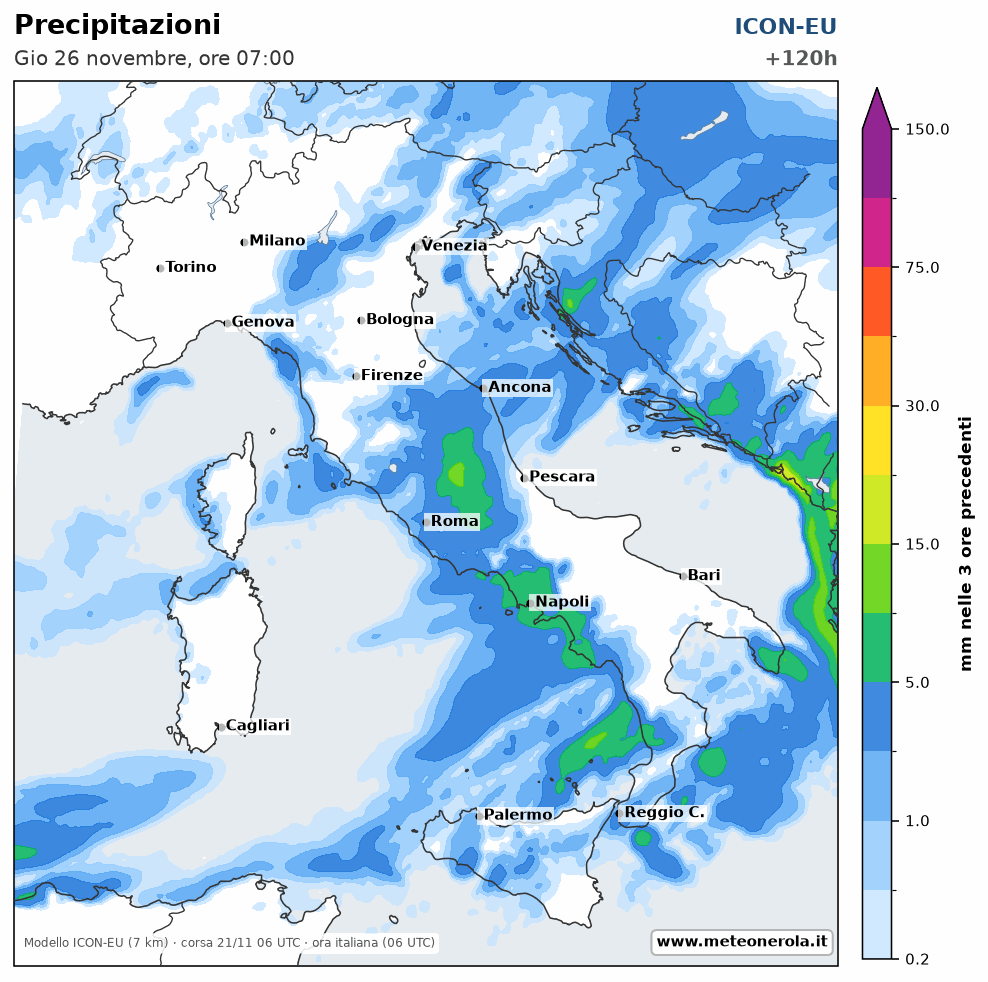 Precipitazioni
ICON-EU
Gio 26 novembre, ore 07:00
+120h
Milano
Venezia
Torino
Genova
Bologna
Firenze
Ancona
Pescara
Roma
Bari
Napoli
Cagliari
Palermo
Reggio C.
Modello ICON-EU (7 km) · corsa 21/11 06 UTC · ora italiana (06 UTC)
www.meteonerola.it
150.0
75.0
30.0
15.0
5.0
1.0
0.2
mm nelle 3 ore precedenti